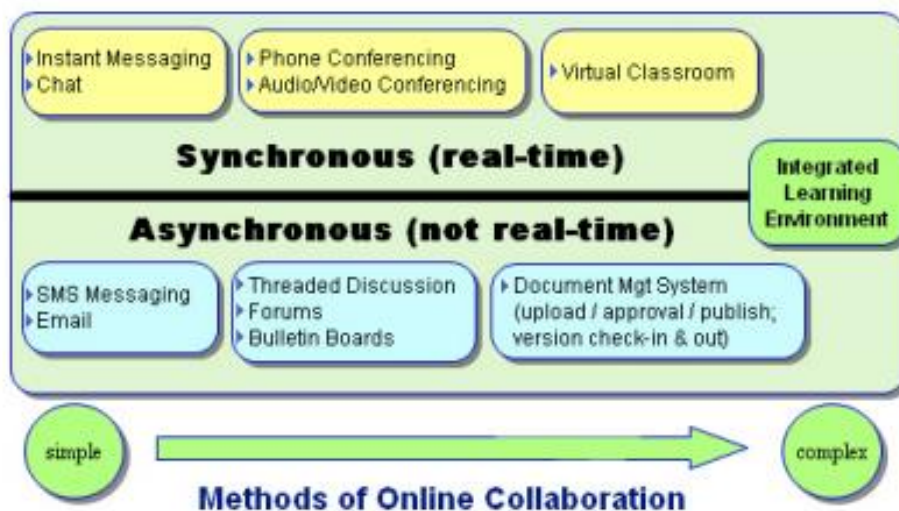 Instant Messaging
Chat
Phone Conferencing
Audio/Video Conferencing
Virtual Classroom
Synchronous (real-time)
Integrated
Learning
Environment
Asynchronous (not real-time)
SMS Messaging
Email
Threaded Discussion
Forums
Bulletin Boards
Document Mgt System
(upload / approval / publish;
version check-in & out)
simple
complex
Methods of Online Collaboration